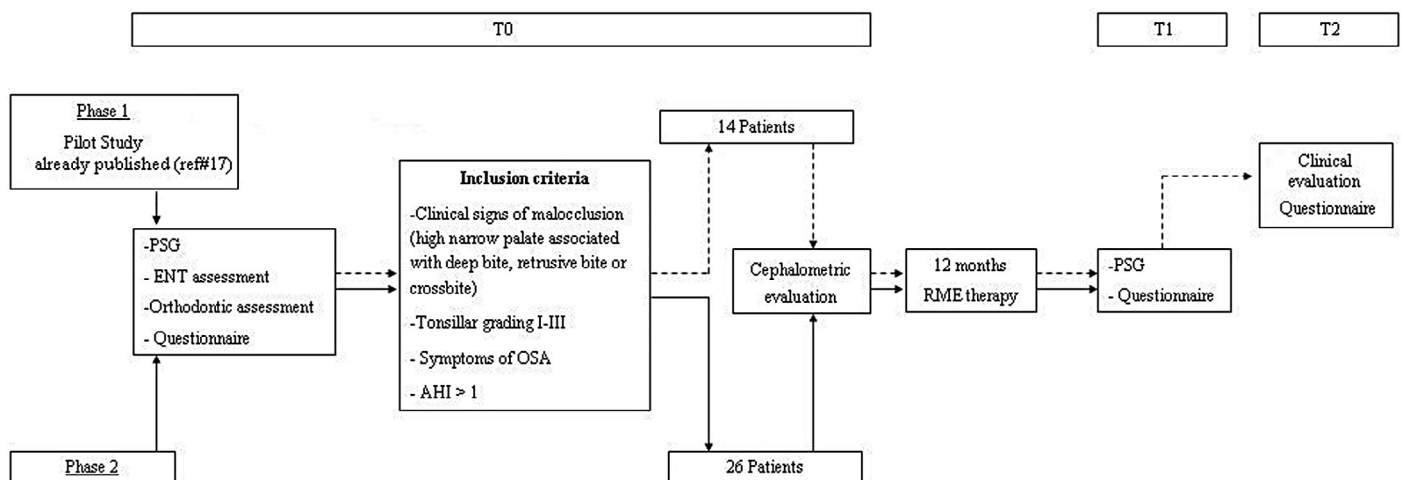 T0
T1
T2
Phase 1
Pilot Study
already published (ref#17)
-PSG
- ENT assessment
-Orthodontic assessment
- Questionnaire
Phase 2
Inclusion criteria
-Clinical signs of malocclusion
(high narrow palate associated
with deep bite, retrusive bite or
crossbite)
-Tonsillar grading I-III
- Symptoms of OSA
- AHI > 1
14 Patients
26 Patients
Cephalometric
evaluation
12 months
RME therapy
-PSG
- Questionnaire
Clinical
evaluation
Questionnaire